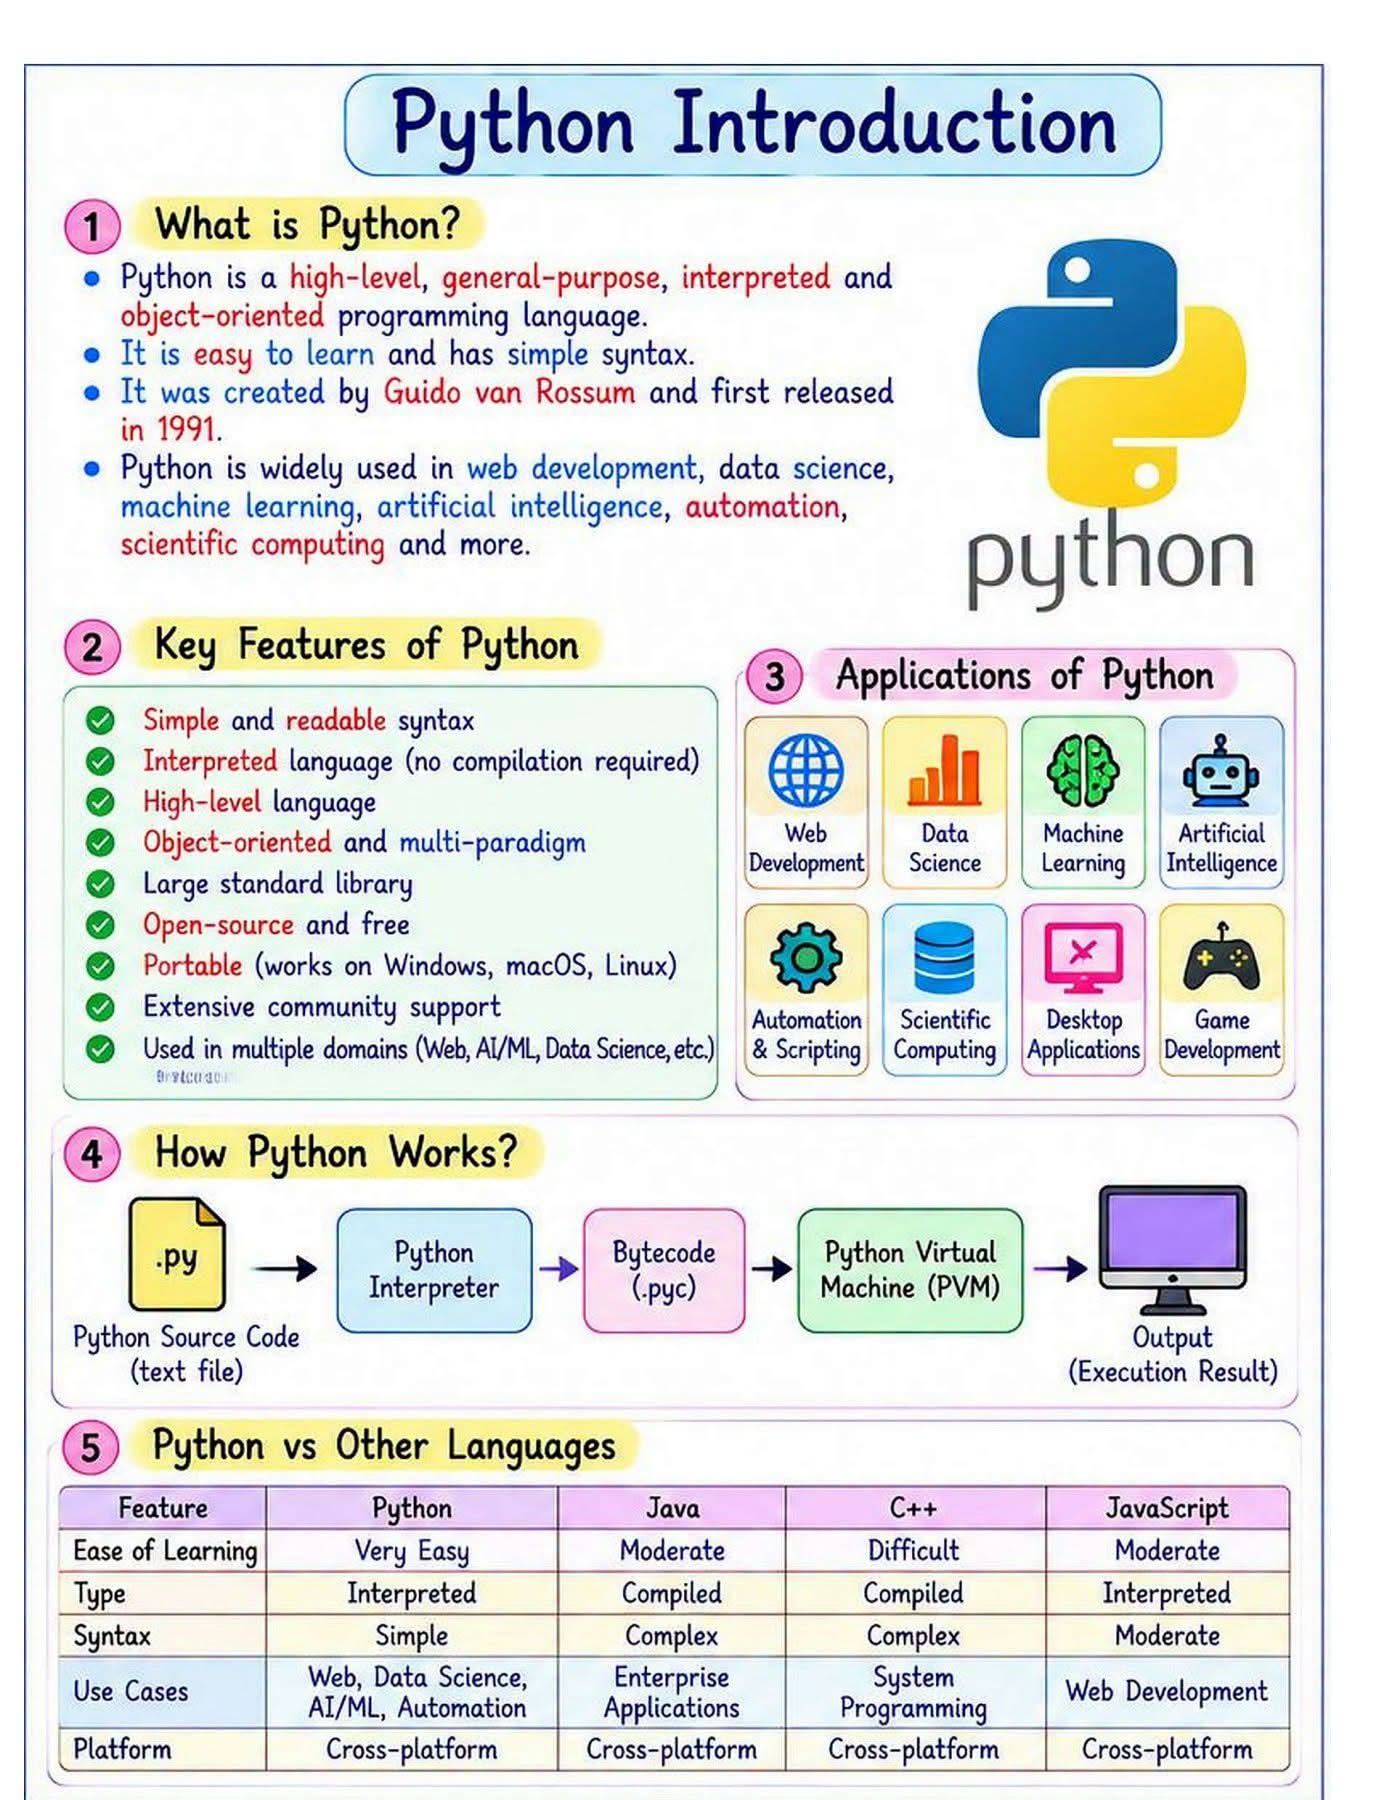 Python Introduction
1 What is Python?
● Python is a high-level, general-purpose, interpreted and
object-oriented programming language.
● It is easy to learn and has simple syntax.
● It was created by Guido van Rossum and first released
in 1991.
● Python is widely used in web development, data science,
machine learning, artificial intelligence, automation,
scientific computing and more.
python
2 Key Features of Python
Simple and readable syntax
Interpreted language (no compilation required)
High-level language
Object-oriented and multi-paradigm
Large standard library
Open-source and free
Portable (works on Windows, macOS, Linux)
Extensive community support
Used in multiple domains (Web, AI/ML, Data Science, etc.)
3 Applications of Python
Web
Development
Data
Science
Machine
Learning
Artificial
Intelligence
Automation
& Scripting
Scientific
Computing
Desktop
Applications
Game
Development
4 How Python Works?
.py
Python Source Code
(text file)
Python
Interpreter
Bytecode
(.pyc)
Python Virtual
Machine (PVM)
Output
(Execution Result)
5 Python vs Other Languages
Feature Python Java C++ JavaScript
Ease of Learning Very Easy Moderate Difficult Moderate
Type Interpreted Compiled Compiled Interpreted
Syntax Simple Complex Complex Moderate
Use Cases Web, Data Science, AI/ML, Automation Enterprise Applications System Programming Web Development
Platform Cross-platform Cross-platform Cross-platform Cross-platform